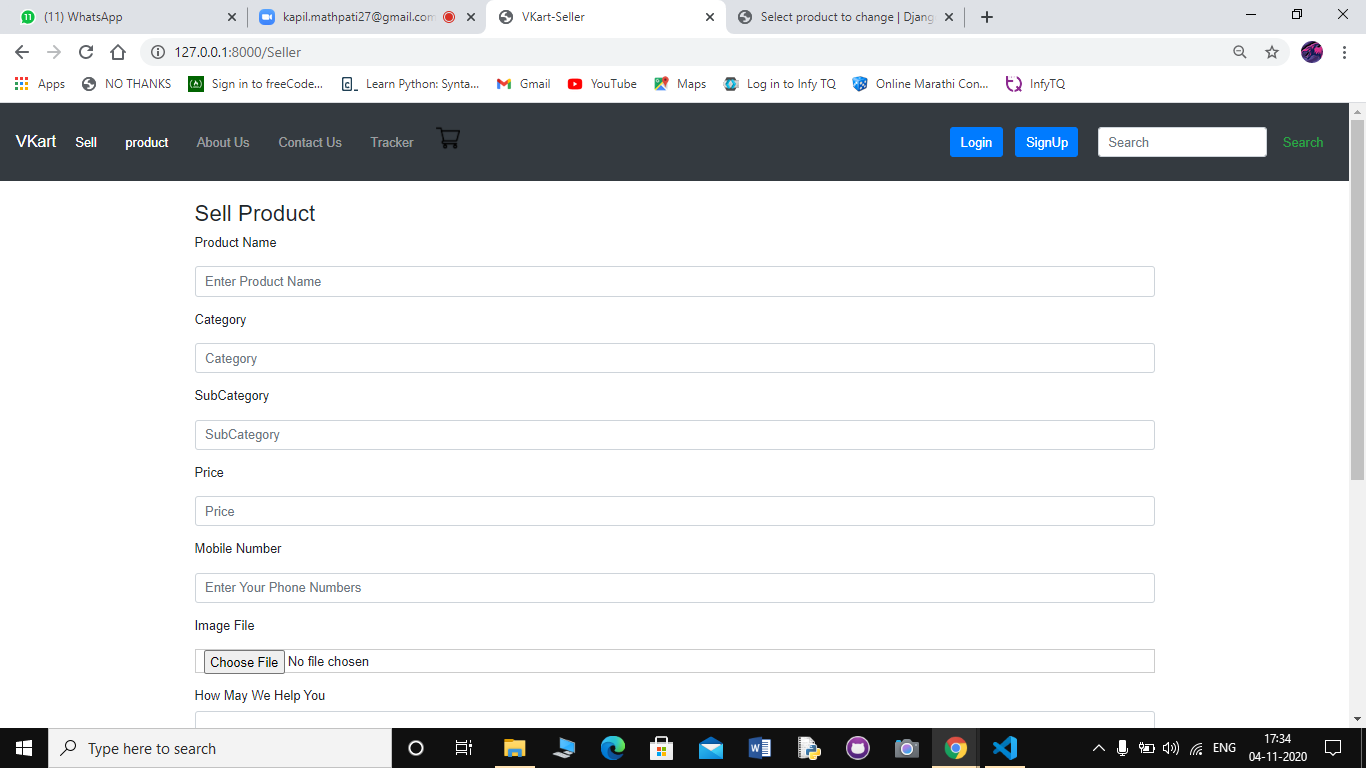 11 (11) WhatsApp kapil.mathpati27@gmail.com VKart-Seller Select product to change | Djang
127.0.0.1:8000/Seller
Apps NO THANKS Sign in to freeCode... Learn Python: Synta... Gmail YouTube Maps Log in to Infy TQ Online Marathi Con... InfyTQ
VKart Sell product About Us Contact Us Tracker Login SignUp Search Search
Sell Product
Product Name
Enter Product Name
Category
Category
SubCategory
SubCategory
Price
Price
Mobile Number
Enter Your Phone Numbers
Image File
Choose File No file chosen
How May We Help You
Type here to search ENG 17:34
04-11-2020